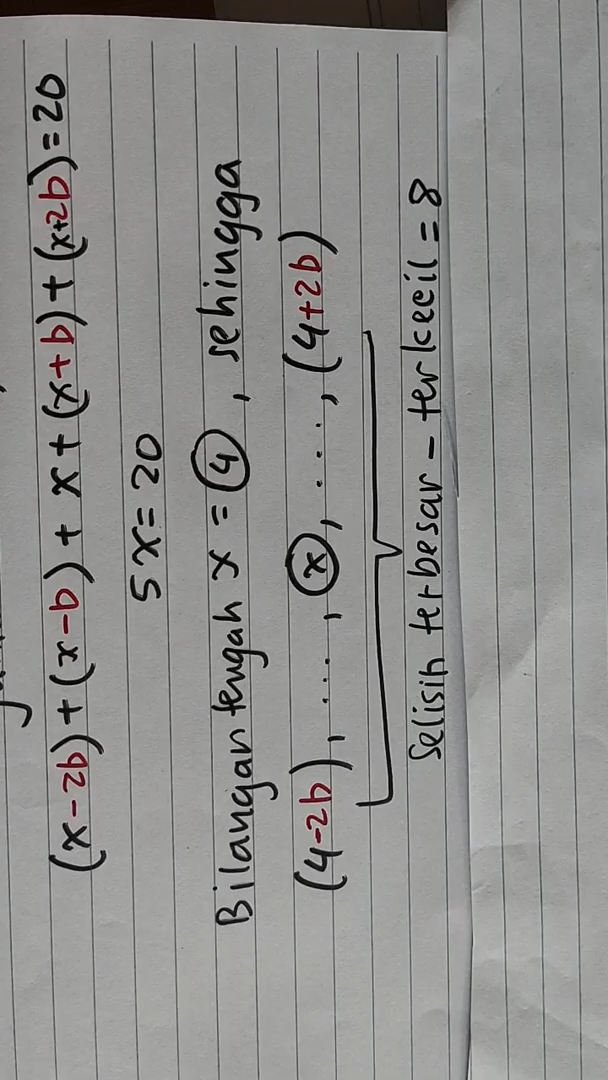 (x-2b)+(x-b)+x+(x+b)+(x+2b)=20
5x=20
Bilangan tengah x = 4, sehingga
(4-2b), ...., x, ...., (4+2b)
Selisih terbesar - terkecil = 8